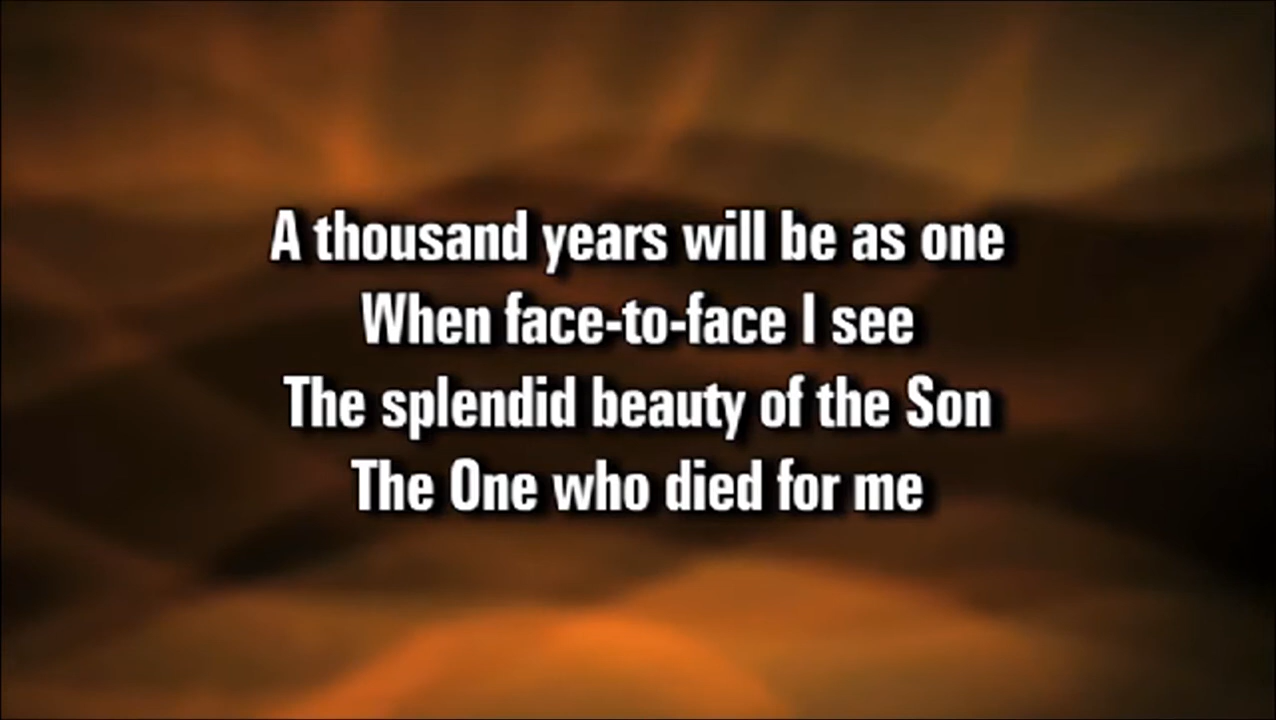 A thousand years will be as one
When face-to-face I see
The splendid beauty of the Son
The One who died for me